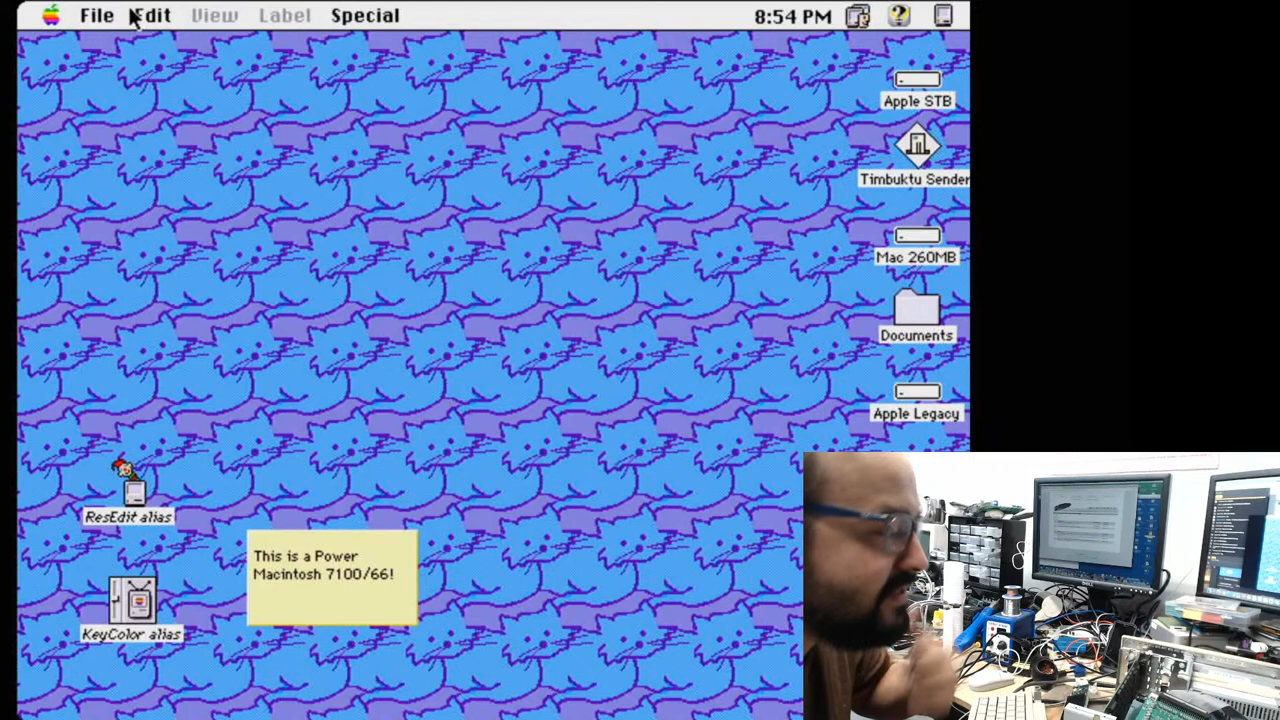 File Edit View Label Special 8:54 PM
Apple STB
Timbuktu Sender
Mac 260MB
Documents
Apple Legacy
ResEdit alias
This is a Power
Macintosh 7100/66!
KeyColor alias
DELL